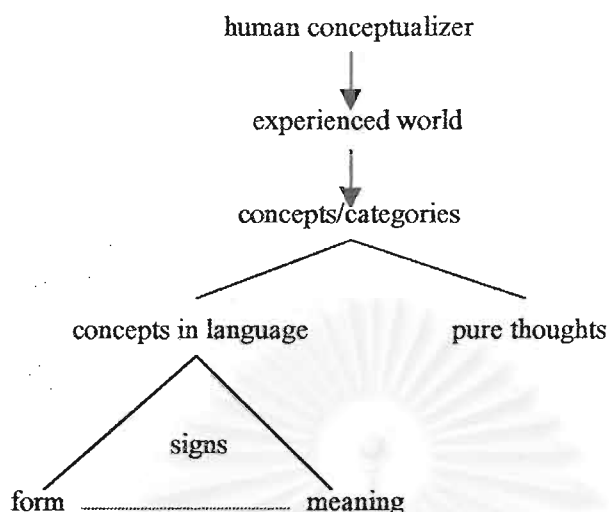 human conceptualizer
experienced world
concepts/categories
concepts in language pure thoughts
signs
form meaning